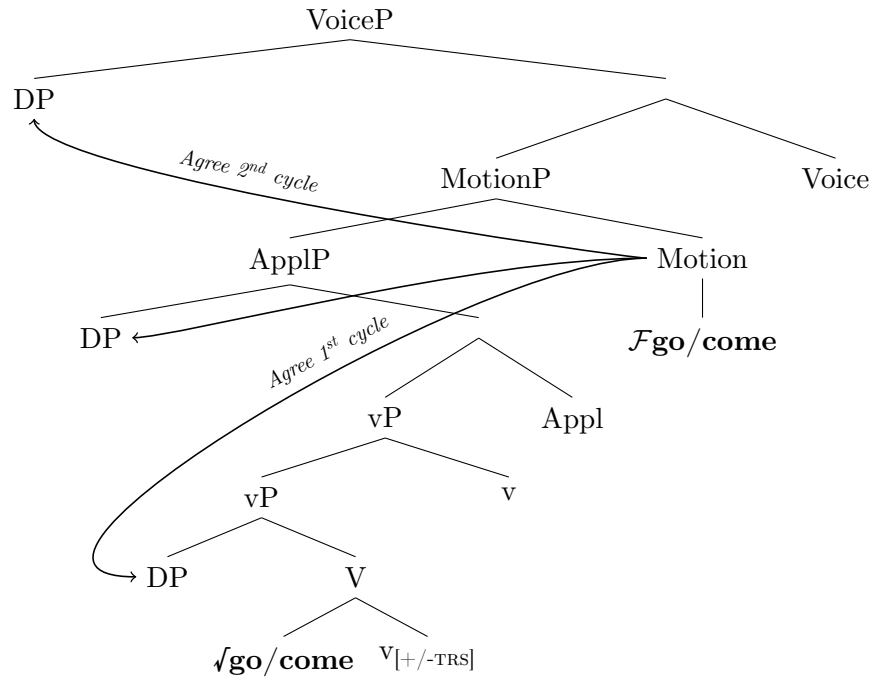 VoiceP
DP
Agree 2nd cycle
MotionP Voice
ApplP Motion
DP Agree 1st cycle ℱgo/come
vP Appl
vP v
DP V
√go/come v[+/-TRS]